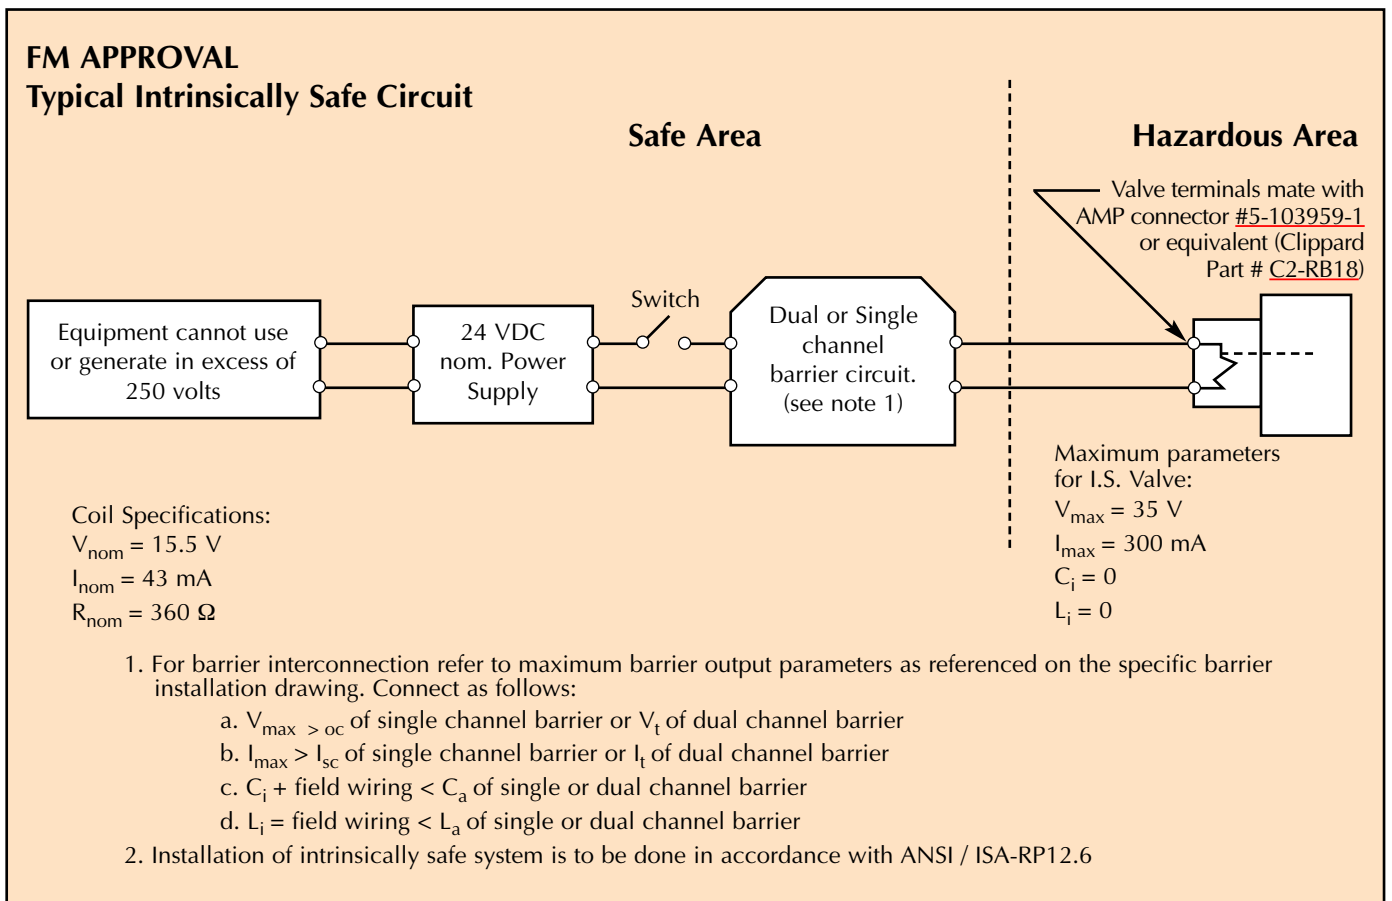 FM APPROVAL
Typical Intrinsically Safe Circuit
Safe Area
Hazardous Area
Valve terminals mate with
AMP connector #5-103959-1
or equivalent (Clippard
Part # C2-RB18)
Switch
Equipment cannot use
or generate in excess of
250 volts
24 VDC
nom. Power
Supply
Dual or Single
channel
barrier circuit.
(see note 1)
Maximum parameters
for I.S. Valve:
Vmax = 35 V
Imax = 300 mA
Ci = 0
Li = 0
Coil Specifications:
Vnom = 15.5 V
Inom = 43 mA
Rnom = 360 Ω
1. For barrier interconnection refer to maximum barrier output parameters as referenced on the specific barrier
installation drawing. Connect as follows:
a. Vmax > oc of single channel barrier or Vt of dual channel barrier
b. Imax > Isc of single channel barrier or It of dual channel barrier
c. Ci + field wiring < Ca of single or dual channel barrier
d. Li = field wiring < La of single or dual channel barrier
2. Installation of intrinsically safe system is to be done in accordance with ANSI / ISA-RP12.6